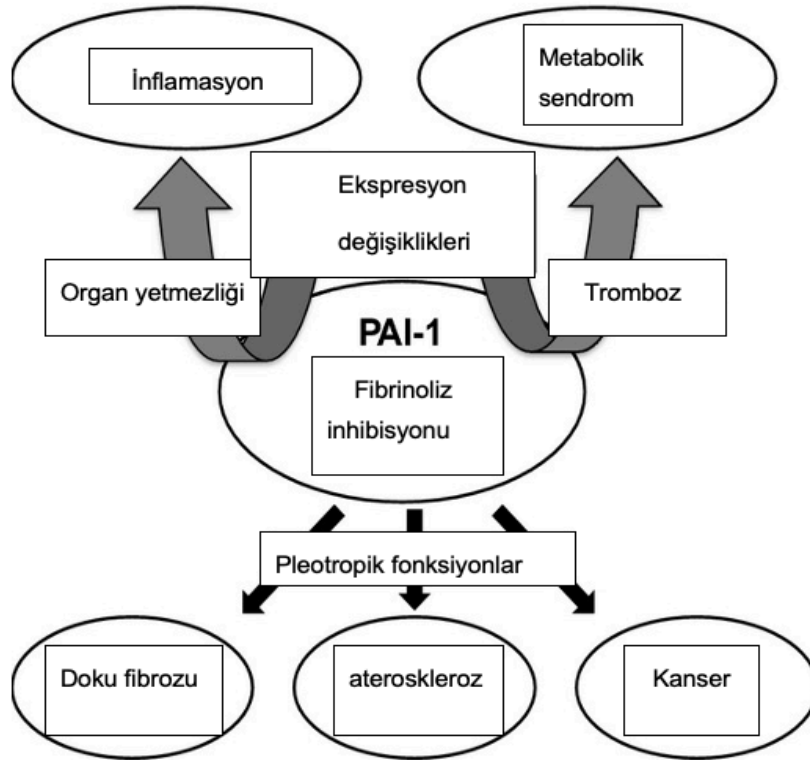 İnflamasyon
Metabolik
sendrom
Ekspresyon
değişiklikleri
Organ yetmezliği
Tromboz
PAI-1
Fibrinoliz
inhibisyonu
Pleotropik fonksiyonlar
Doku fibrozu
ateroskleroz
Kanser